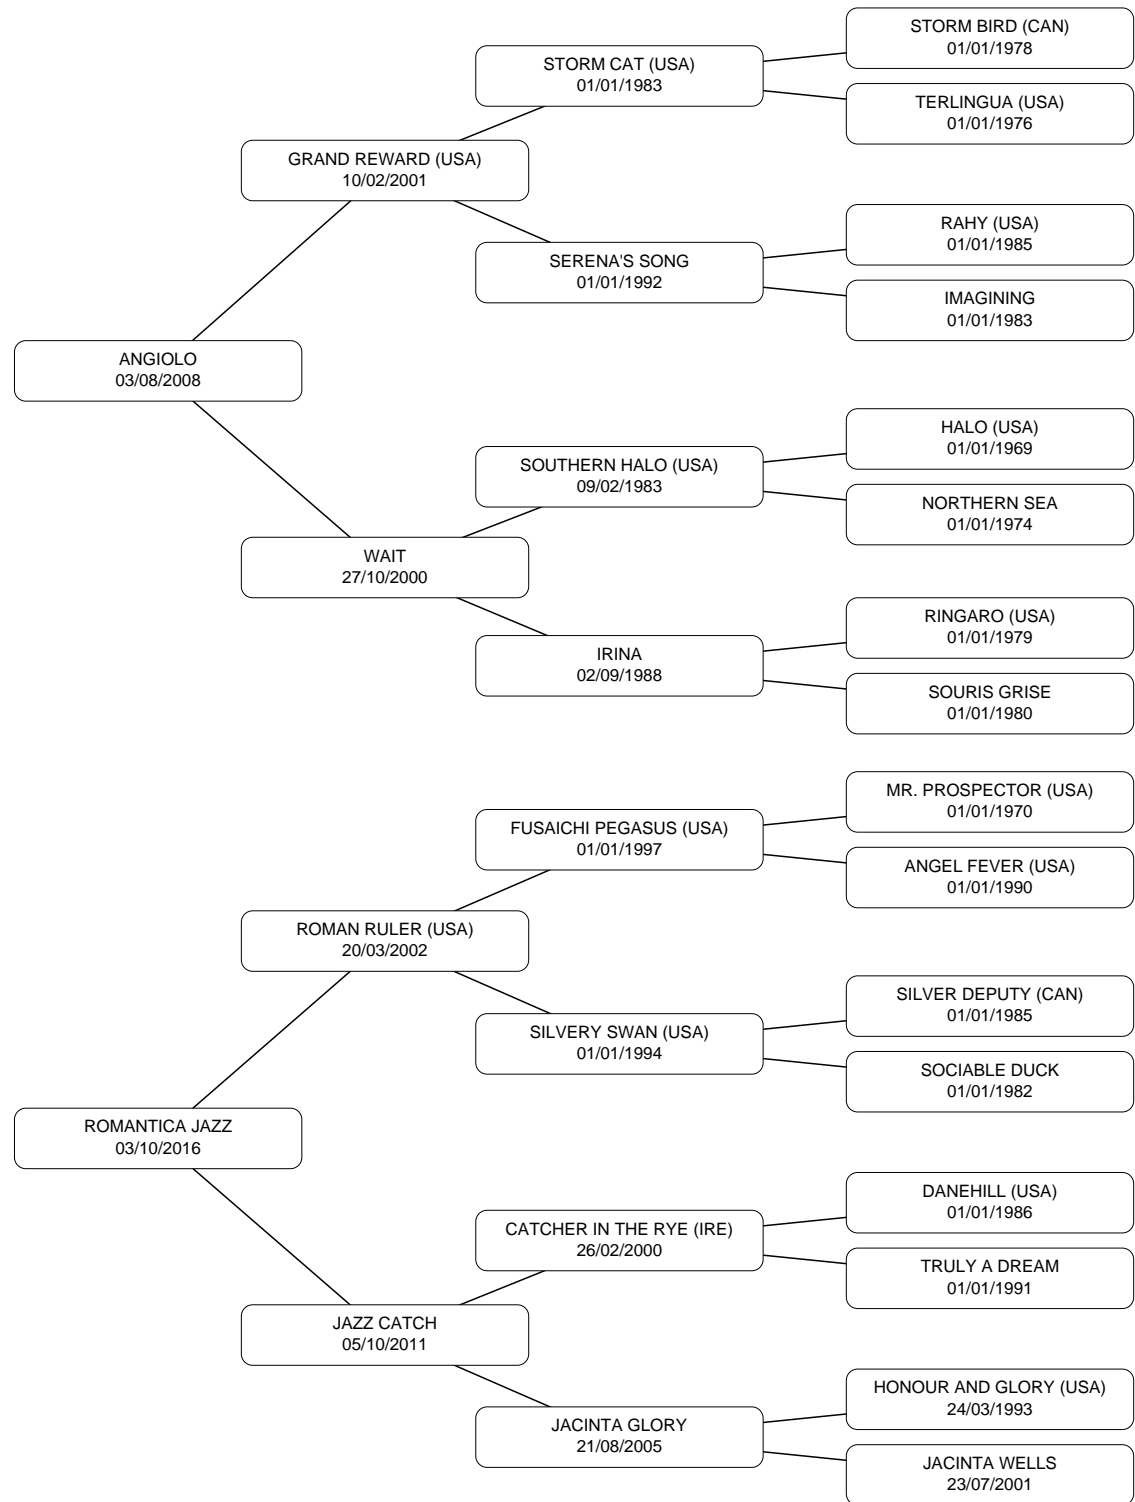 STORM BIRD (CAN)
01/01/1978
STORM CAT (USA)
01/01/1983
TERLINGUA (USA)
01/01/1976
GRAND REWARD (USA)
10/02/2001
RAHY (USA)
01/01/1985
SERENA'S SONG
01/01/1992
IMAGINING
01/01/1983
ANGIOLO
03/08/2008
HALO (USA)
01/01/1969
SOUTHERN HALO (USA)
09/02/1983
NORTHERN SEA
01/01/1974
WAIT
27/10/2000
RINGARO (USA)
01/01/1979
IRINA
02/09/1988
SOURIS GRISE
01/01/1980
MR. PROSPECTOR (USA)
01/01/1970
FUSAICHI PEGASUS (USA)
01/01/1997
ANGEL FEVER (USA)
01/01/1990
ROMAN RULER (USA)
20/03/2002
SILVER DEPUTY (CAN)
01/01/1985
SILVERY SWAN (USA)
01/01/1994
SOCIABLE DUCK
01/01/1982
ROMANTICA JAZZ
03/10/2016
DANEHILL (USA)
01/01/1986
CATCHER IN THE RYE (IRE)
26/02/2000
TRULY A DREAM
01/01/1991
JAZZ CATCH
05/10/2011
HONOUR AND GLORY (USA)
24/03/1993
JACINTA GLORY
21/08/2005
JACINTA WELLS
23/07/2001